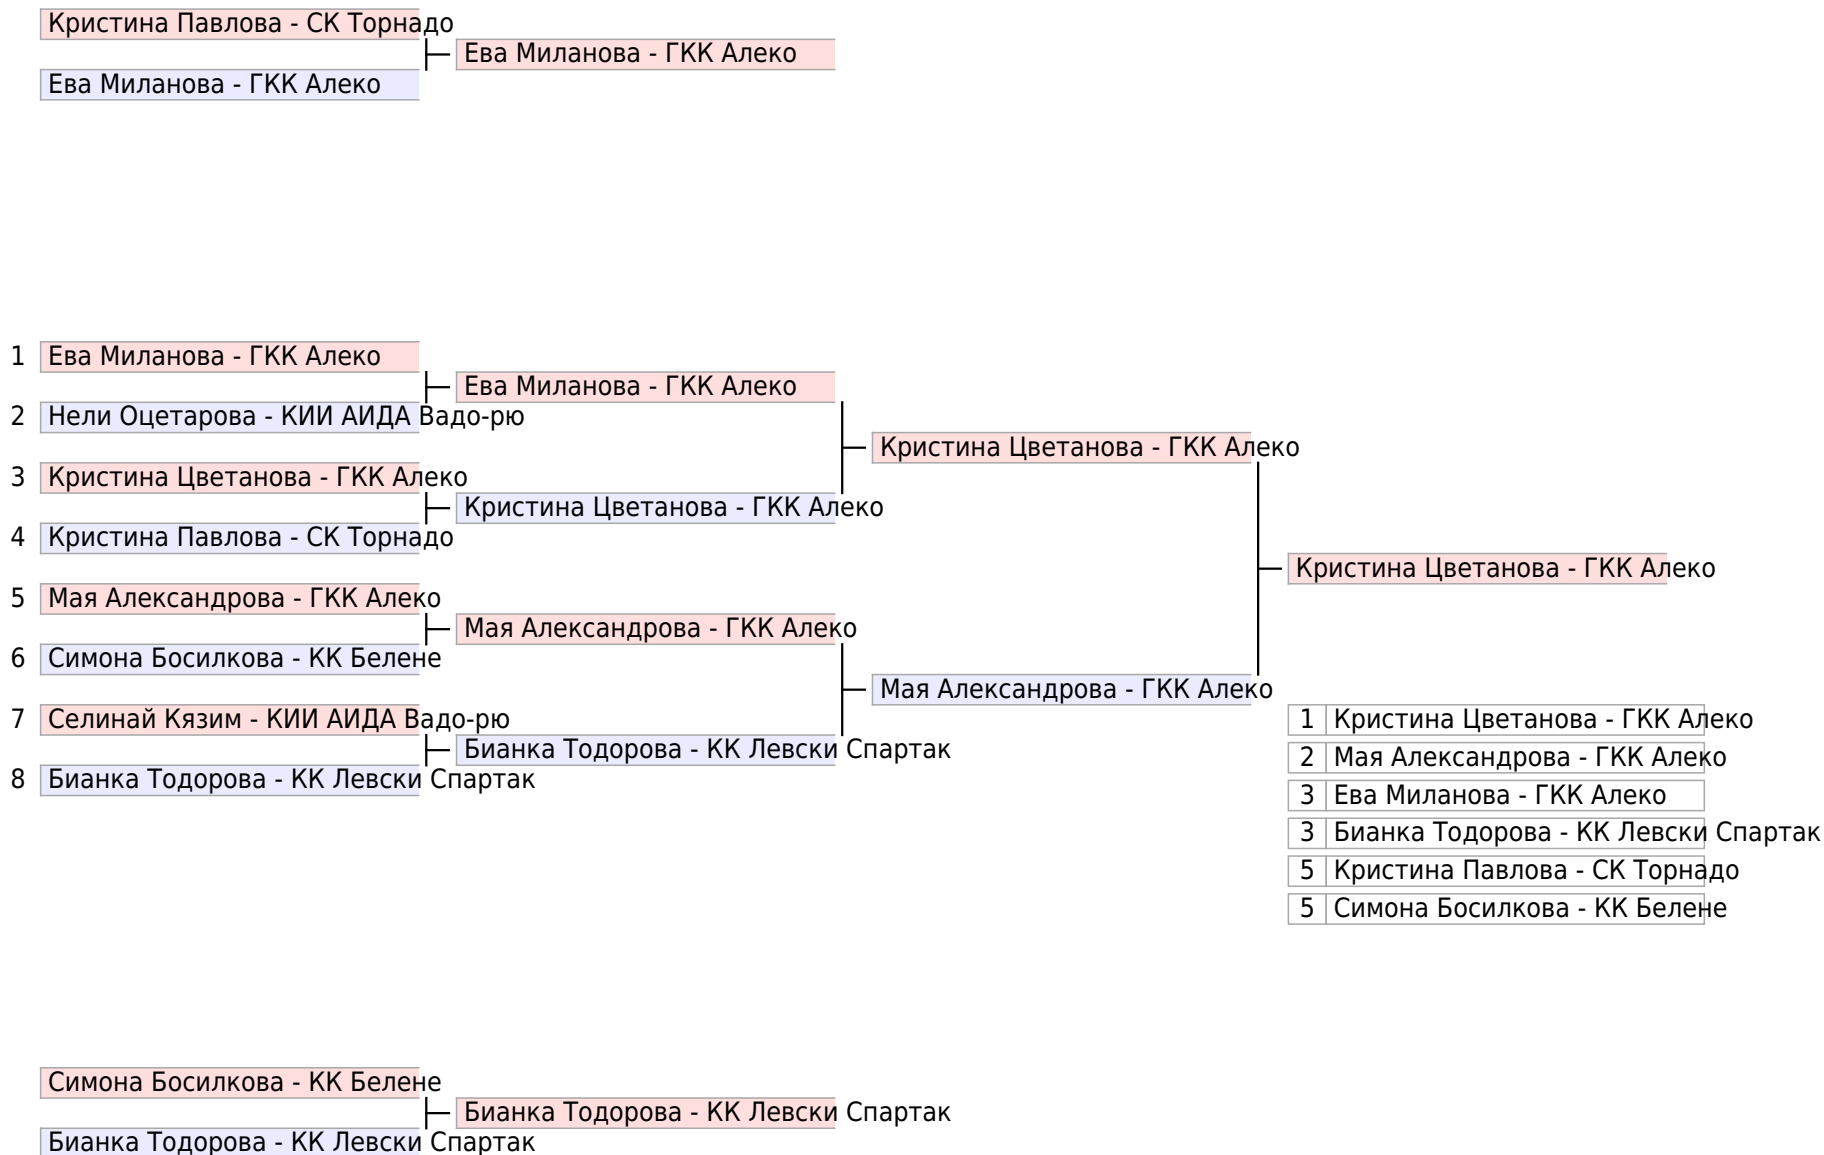 Кристина Павлова - СК Торнадо
Ева Миланова - ГКК Алеко
Ева Миланова - ГКК Алеко
1 Ева Миланова - ГКК Алеко
Ева Миланова - ГКК Алеко
2 Нели Оцетарова - КИИ АИДА Вадо-рю
Кристина Цветанова - ГКК Алеко
3 Кристина Цветанова - ГКК Алеко
Кристина Цветанова - ГКК Алеко
4 Кристина Павлова - СК Торнадо
Кристина Цветанова - ГКК Алеко
5 Мая Александрова - ГКК Алеко
Мая Александрова - ГКК Алеко
6 Симона Босилкова - КК Белене
Мая Александрова - ГКК Алеко
7 Селинай Кязим - КИИ АИДА Вадо-рю
Бианка Тодорова - КК Левски Спартак
8 Бианка Тодорова - КК Левски Спартак
1 Кристина Цветанова - ГКК Алеко
2 Мая Александрова - ГКК Алеко
3 Ева Миланова - ГКК Алеко
3 Бианка Тодорова - КК Левски Спартак
5 Кристина Павлова - СК Торнадо
5 Симона Босилкова - КК Белене
Симона Босилкова - КК Белене
Бианка Тодорова - КК Левски Спартак
Бианка Тодорова - КК Левски Спартак